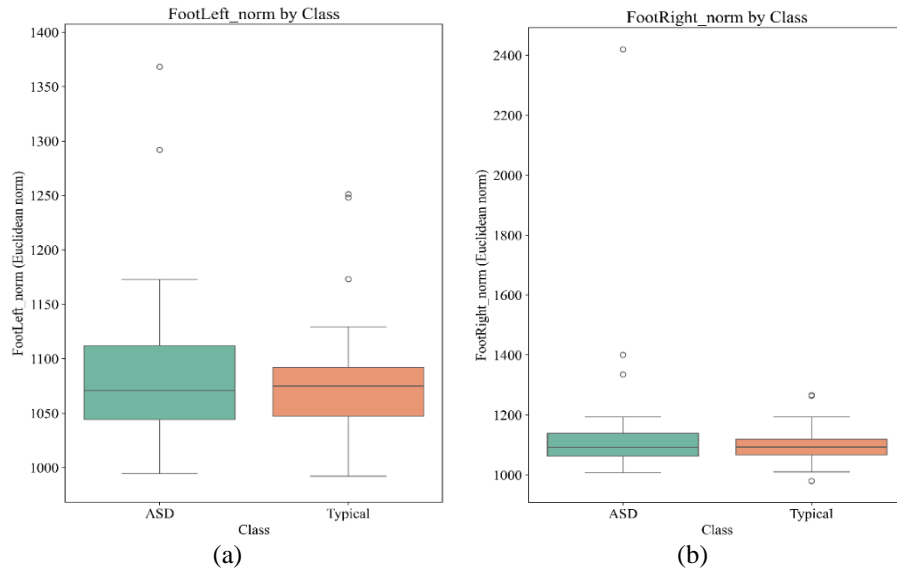 FootLeft_norm by Class
1400
1350
1300
1250
1200
1150
1100
1050
1000
FootLeft_norm (Euclidean norm)
ASD
Typical
Class
(a)
FootRight_norm by Class
2400
2200
2000
1800
1600
1400
1200
1000
FootRight_norm (Euclidean norm)
ASD
Typical
Class
(b)